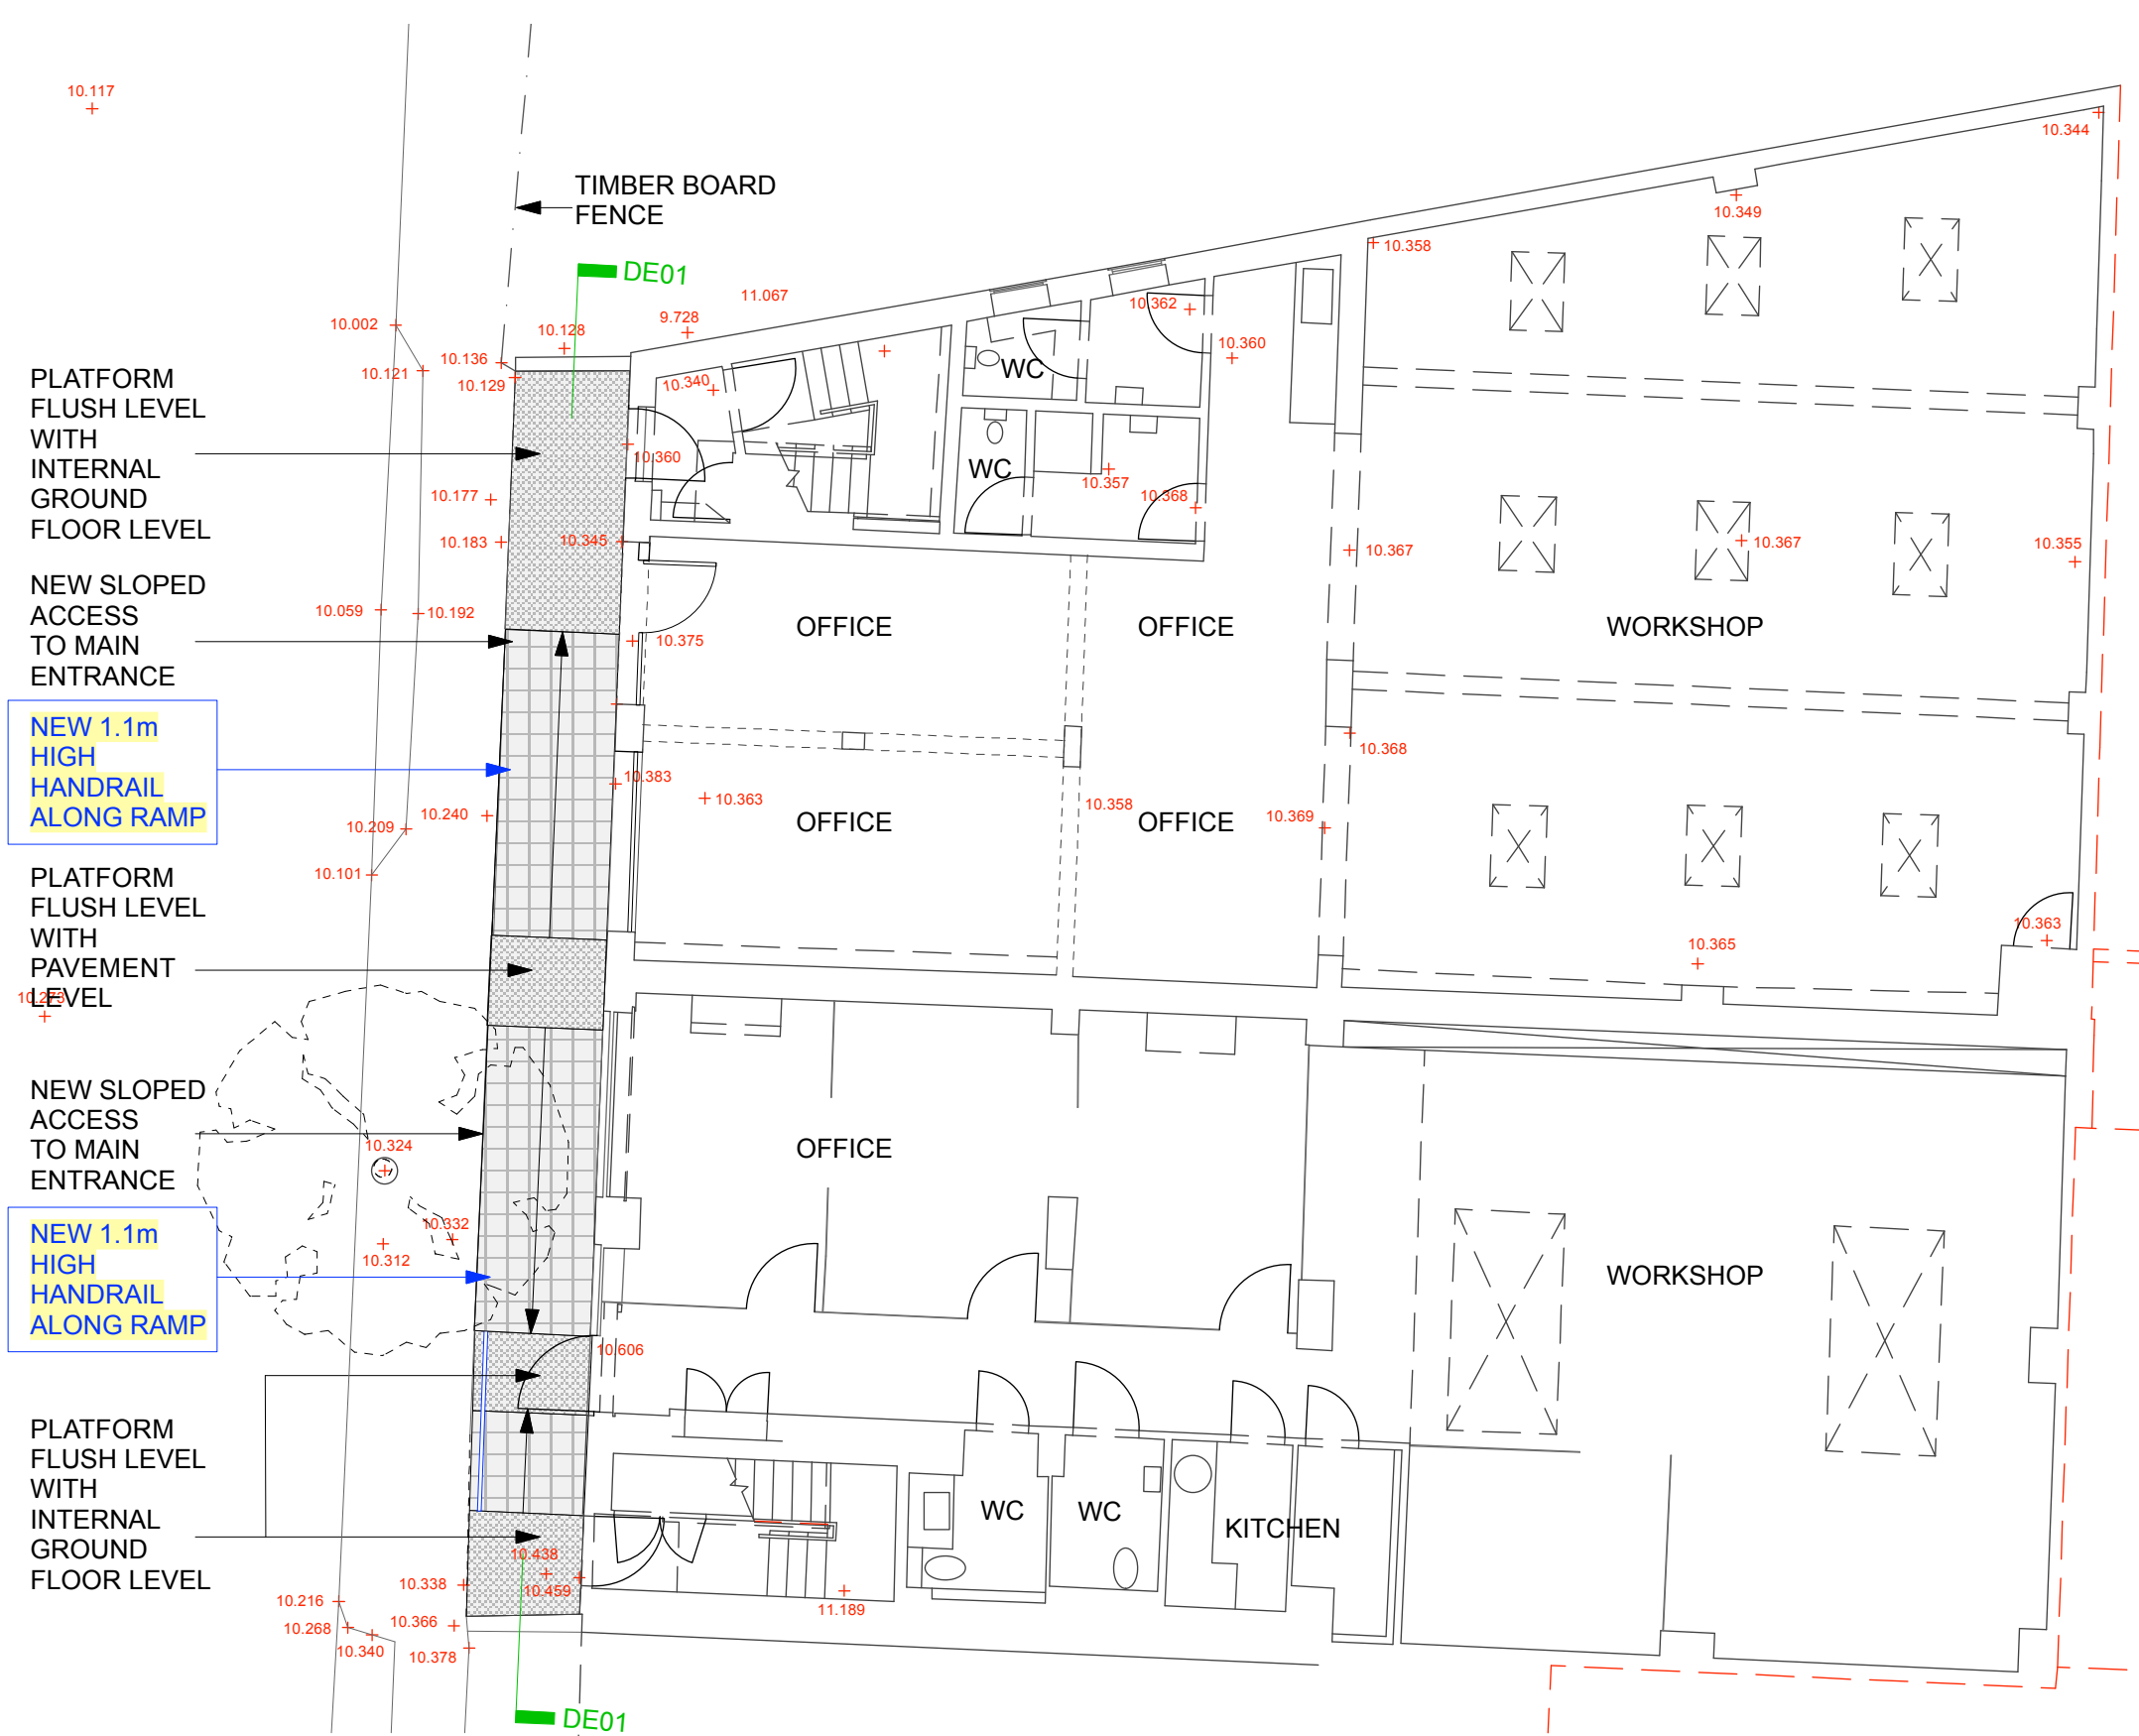 10.117
10.344
TIMBER BOARD
FENCE
10.349
10.358
DE01
11.067
10.362
10.002
10.128
9.728
10.136
10.360
PLATFORM
FLUSH LEVEL
WITH
INTERNAL
GROUND
FLOOR LEVEL
10.121
10.129
10.340
WC
10.360
WC
10.357
10.177
10.368
10.183
10.345
10.367
10.367
10.355
NEW SLOPED
ACCESS
TO MAIN
ENTRANCE
10.059
10.192
10.375
OFFICE
OFFICE
WORKSHOP
NEW 1.1m
HIGH
HANDRAIL
ALONG RAMP
10.368
10.383
10.363
10.358
10.240
10.209
OFFICE
OFFICE
10.369
10.101
PLATFORM
FLUSH LEVEL
WITH
PAVEMENT
LEVEL
10.363
10.365
10.273
NEW SLOPED
ACCESS
TO MAIN
ENTRANCE
10.324
OFFICE
10.332
10.312
NEW 1.1m
HIGH
HANDRAIL
ALONG RAMP
WORKSHOP
10.606
PLATFORM
FLUSH LEVEL
WITH
INTERNAL
GROUND
FLOOR LEVEL
WC
WC
KITCHEN
10.438
10.338
10.459
10.216
11.189
10.268
10.366
10.340
10.378
DE01